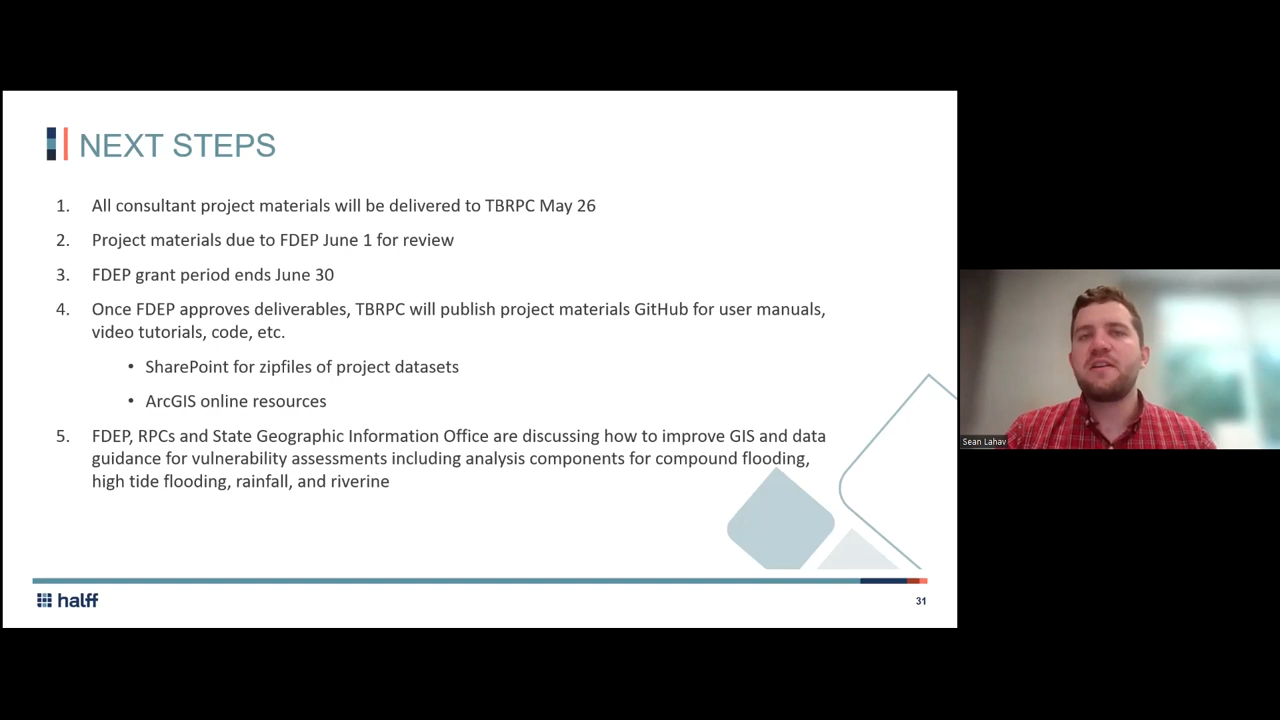 NEXT STEPS
1. All consultant project materials will be delivered to TBRPC May 26
2. Project materials due to FDEP June 1 for review
3. FDEP grant period ends June 30
4. Once FDEP approves deliverables, TBRPC will publish project materials GitHub for user manuals,
video tutorials, code, etc.
• SharePoint for zipfiles of project datasets
• ArcGIS online resources
5. FDEP, RPCs and State Geographic Information Office are discussing how to improve GIS and data
guidance for vulnerability assessments including analysis components for compound flooding,
high tide flooding, rainfall, and riverine
halff
31
Sean Lahav